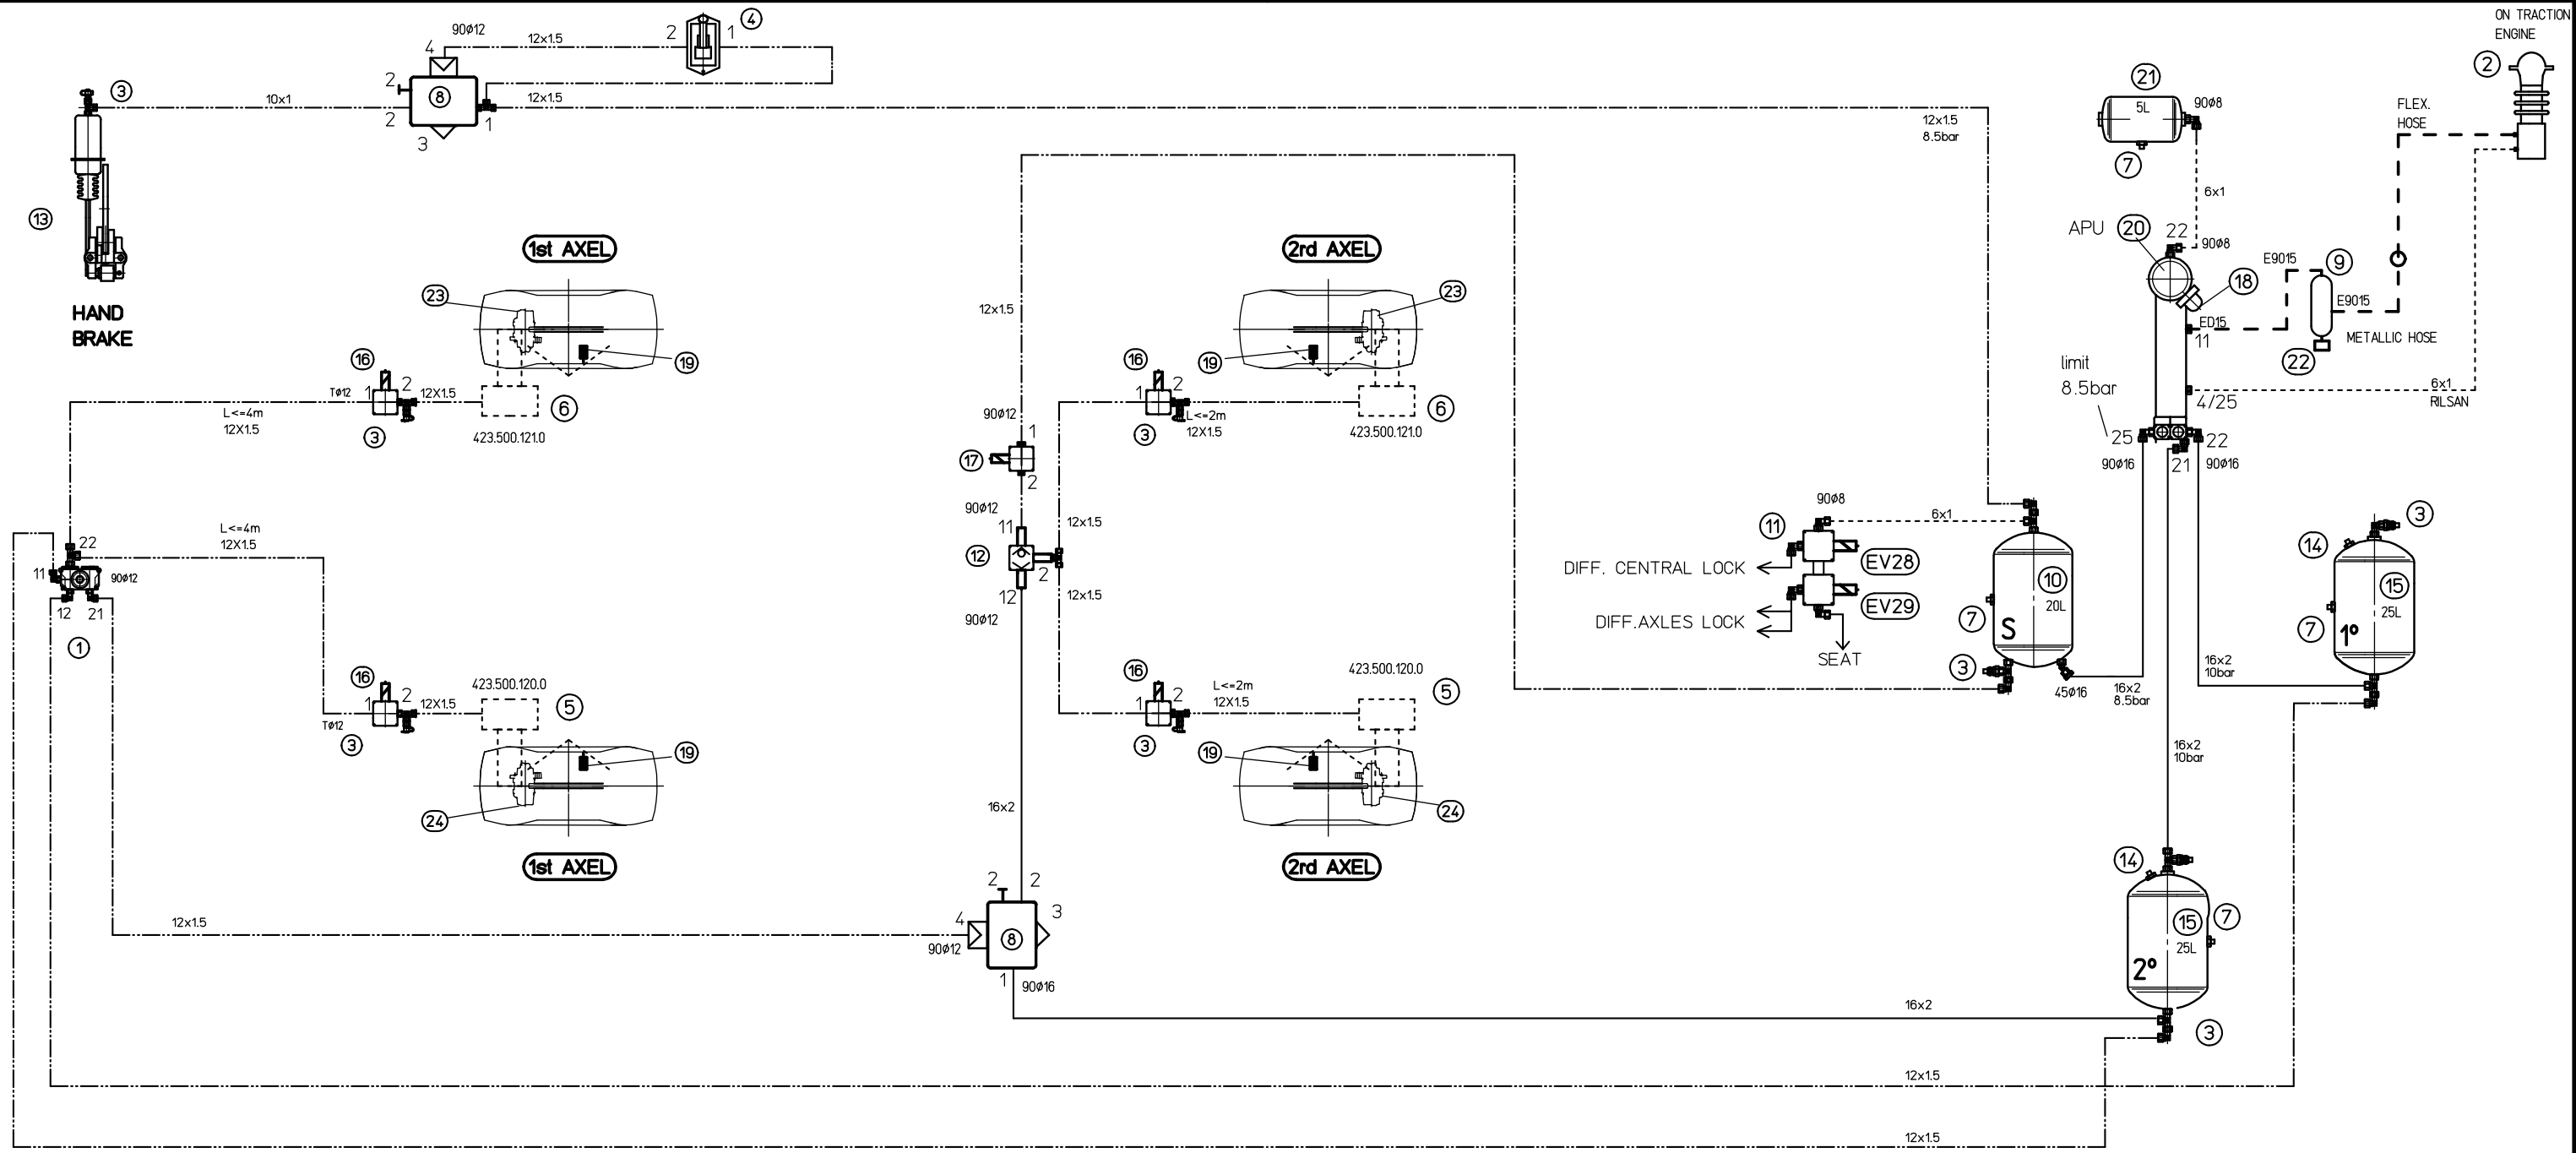 ON TRACTION
ENGINE
2
4
90ø12
4
12x1.5
2
1
3
2
8
10x1
2
1
3
12x1.5
12x1.5
8.5bar
21
5L
90ø8
7
6x1
FLEX.
HOSE
13
HAND
BRAKE
1st AXEL
2rd AXEL
APU
20
22
90ø8
E9015
9
18
E9015
ED15
11
METALLIC HOSE
22
23
19
23
19
12x1.5
16
1
2
TØ12
12X1.5
L<=4m
12X1.5
3
6
423.500.121.0
16
1
2
L<=2m
12X1.5
3
6
423.500.121.0
90ø12
1
17
2
limit
8.5bar
6x1
RILSAN
4/25
25
22
90ø16
21
90ø16
90ø12
11
12
2
12x1.5
12x1.5
12
90ø12
L<=4m
12X1.5
22
11
90ø12
12
21
1
90ø8
6x1
11
EV28
DIFF. CENTRAL LOCK
EV29
DIFF.AXLES LOCK
SEAT
10
20L
7
S
3
45ø16
16x2
8.5bar
3
14
15
25L
7
1º
16x2
10bar
16
1
2
TØ12
12X1.5
3
423.500.120.0
5
16
1
2
L<=2m
12X1.5
3
423.500.120.0
5
19
24
19
24
16x2
10bar
16x2
1st AXEL
2rd AXEL
12x1.5
2
2
4
3
90ø12
8
1
90ø16
14
15
7
25L
2º
16x2
3
12x1.5
12x1.5